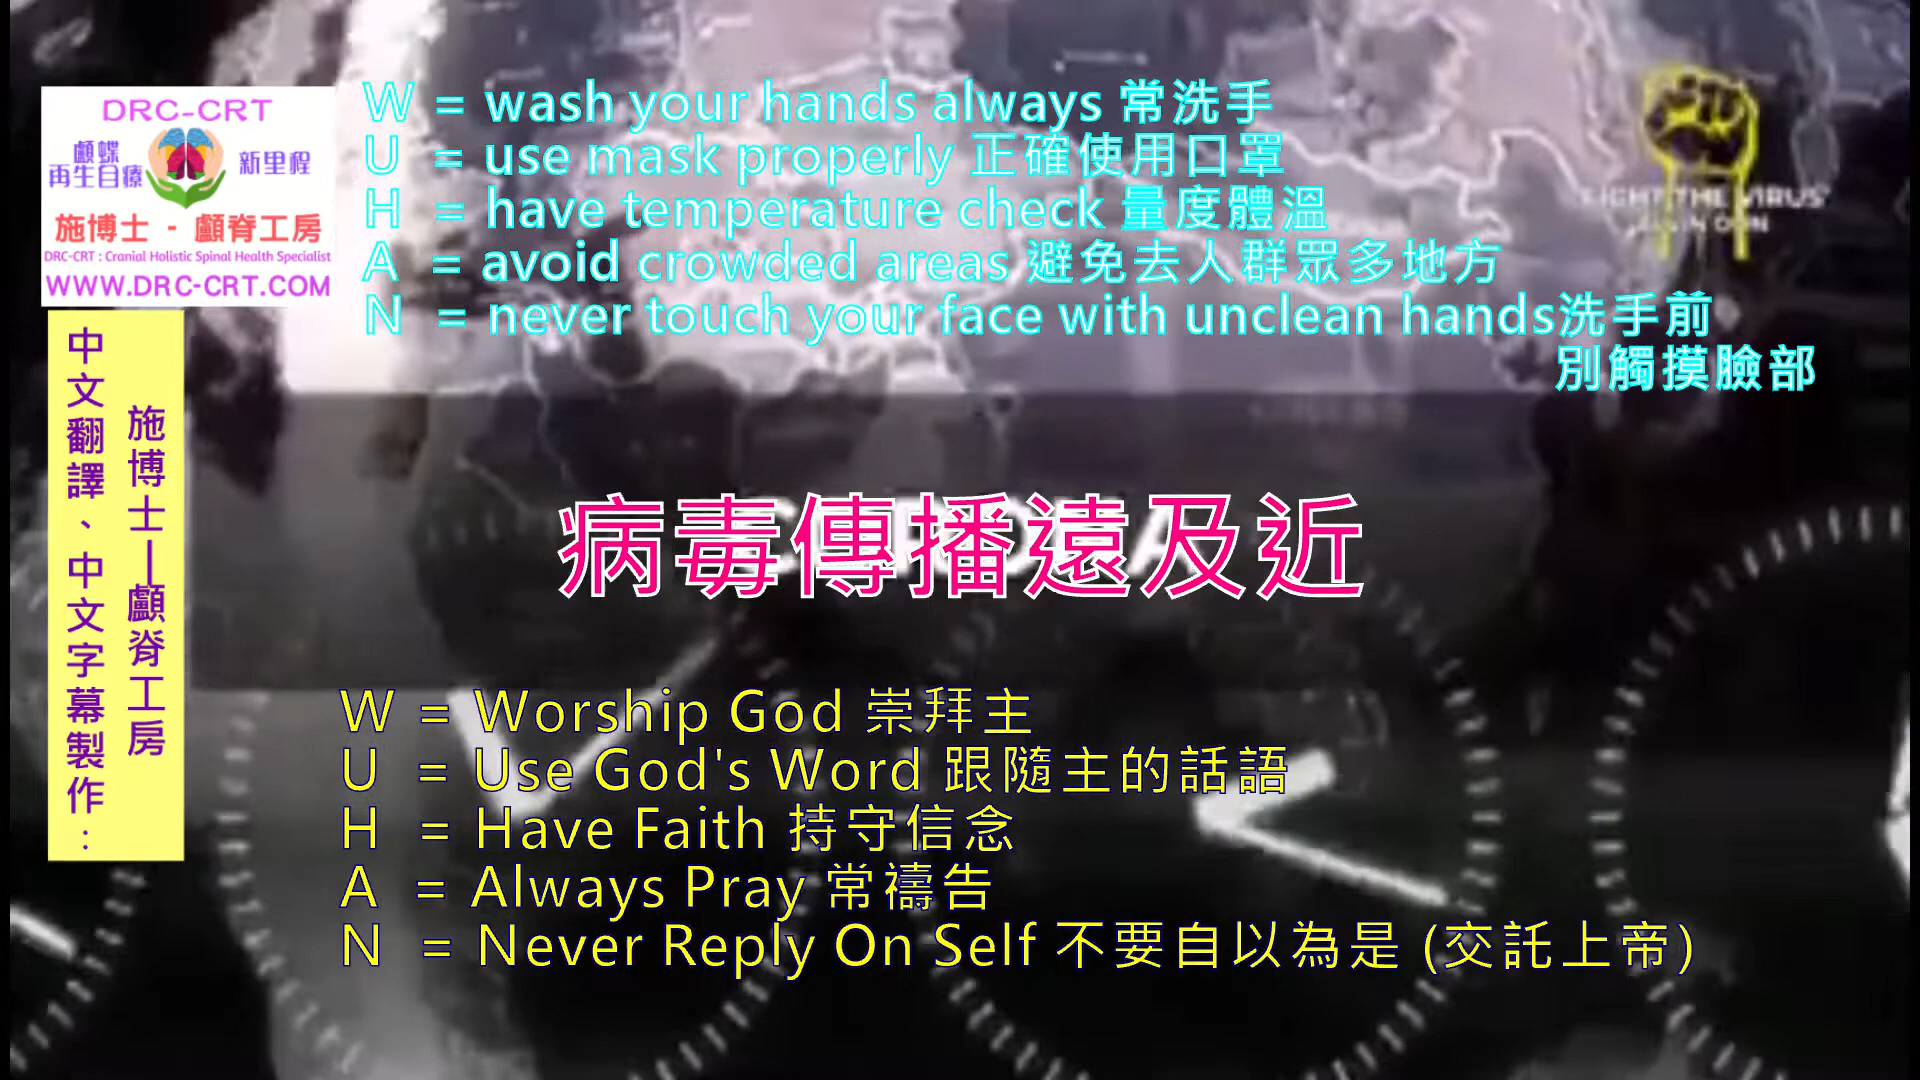 DRC-CRT
顱蝶
再生自療
新里程
施博士 - 顱脊工房
DRC-CRT : Cranial Holistic Spinal Health Specialist
WWW.DRC-CRT.COM
W = wash your hands always 常洗手
U = use mask properly 正確使用口罩
H = have temperature check 量度體溫
A = avoid crowded areas 避免去人群眾多地方
N = never touch your face with unclean hands洗手前
別觸摸臉部
FIGHT THE VIRUS
中文翻譯、中文字幕製作：
施博士—顱脊工房
病毒傳播遠及近
W = Worship God 崇拜主
U = Use God's Word 跟隨主的話語
H = Have Faith 持守信念
A = Always Pray 常禱告
N = Never Reply On Self 不要自以為是 (交託上帝)